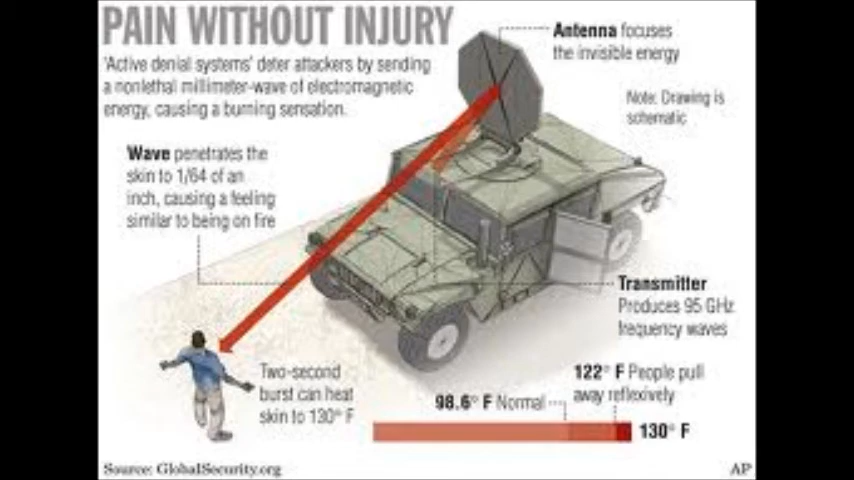 PAIN WITHOUT INJURY
'Active denial systems' deter attackers by sending
a nonlethal millimeter-wave of electromagnetic
energy, causing a burning sensation.
Antenna focuses
the invisible energy
Note: Drawing is
schematic
Wave penetrates the
skin to 1/64 of an
inch, causing a feeling
similar to being on fire
Transmitter
Produces 95 GHz
frequency waves
Two-second
burst can heat
skin to 130° F
98.6° F Normal
122° F People pull
away reflexively
130° F
Source: GlobalSecurity.org
AP